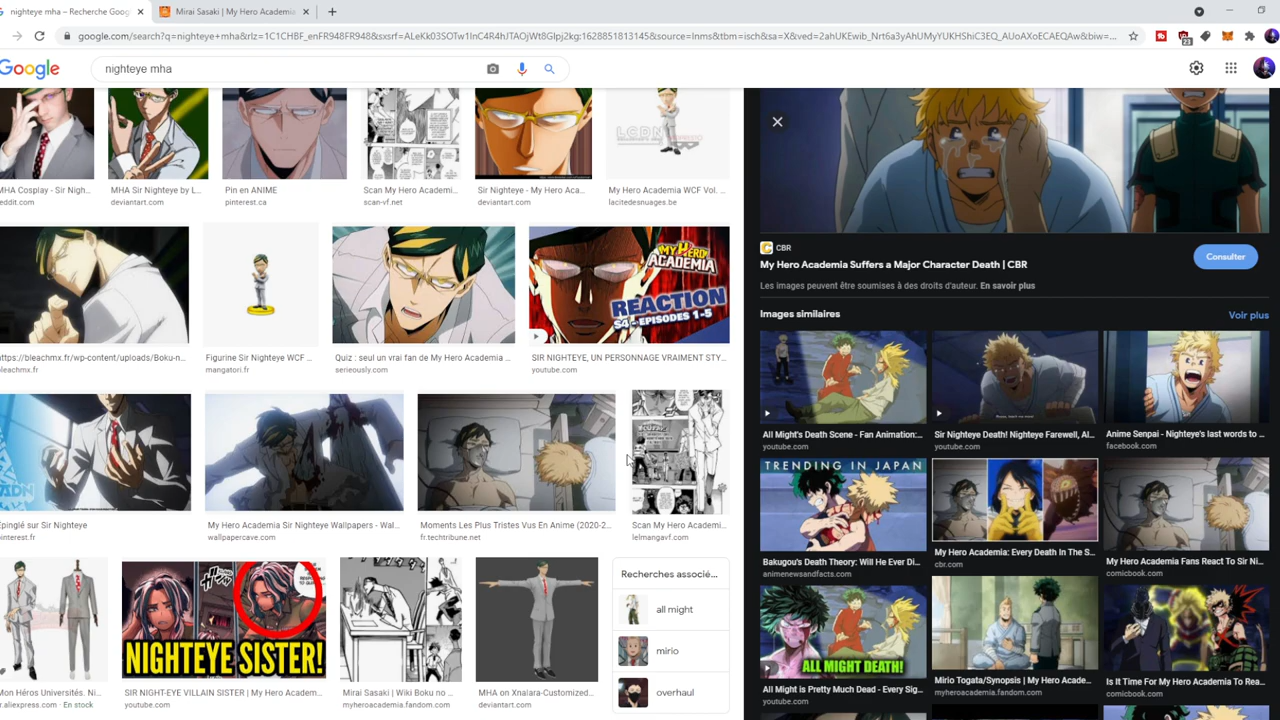 nighteye mha – Recherche Goog
Mirai Sasaki | My Hero Academia
google.com/search?q=nighteye+mha&rlz=1C1CHBF_enFR948FR948&sxsrf=ALeKk03SOTw1InC4R4hJTAOjWt8Glpj2kg:1628851813145&source=lnms&tbm=isch&sa=X&ved=2ahUKEwib_Nrt6a3yAhUMyYUKHShiC3EQ_AUoAXoECAEQAw&biw=...
Google
nighteye mha
MHA Cosplay - Sir Nigh...
eddit.com
MHA Sir Nighteye by L...
deviantart.com
Pin en ANIME
pinterest.ca
Scan My Hero Academi...
scan-vf.net
Sir Nighteye - My Hero Aca...
deviantart.com
LCDN
My Hero Academia WCF Vol. ...
lacitedesnuages.be
https://bleachmx.fr/wp-content/uploads/Boku-n...
bleachmx.fr
Figurine Sir Nighteye WCF ...
mangatori.fr
Quiz : seul un vrai fan de My Hero Academia ...
serieously.com
MY HERO
ACADEMIA
REACTION
S4 - EPISODES 1-5
SIR NIGHTEYE, UN PERSONNAGE VRAIMENT STY...
youtube.com
ADN
Épinglé sur Sir Nighteye
pinterest.fr
My Hero Academia Sir Nighteye Wallpapers - Wal...
wallpapercave.com
Moments Les Plus Tristes Vus En Anime (2020-2...
fr.techtribune.net
Scan My Hero Academi...
lelmangavf.com
Mon Héros Universités. Ni...
r.aliexpress.com · En stock
NIGHTEYE SISTER!
SIR NIGHT-EYE VILLAIN SISTER | My Hero Academ...
youtube.com
Mirai Sasaki | Wiki Boku no ...
myheroacademia.fandom.com
MHA on Xnalara-Customized...
deviantart.com
Recherches associé...
all might
mirio
overhaul
CBR
My Hero Academia Suffers a Major Character Death | CBR
Consulter
Les images peuvent être soumises à des droits d'auteur. En savoir plus
Images similaires
Voir plus
All Might's Death Scene - Fan Animation:...
youtube.com
Sir Nighteye Death! Nighteye Farewell, Al...
youtube.com
Anime Senpai - Nighteye's last words to ...
facebook.com
TRENDING IN JAPAN
Bakugou's Death Theory: Will He Ever Di...
animenewsandfacts.com
My Hero Academia: Every Death In The S...
cbr.com
My Hero Academia Fans React To Sir Ni...
comicbook.com
ALL MIGHT DEATH!
All Might is Pretty Much Dead - Every Sig...
youtube.com
Mirio Togata/Synopsis | My Hero Acade...
myheroacademia.fandom.com
Is It Time For My Hero Academia To Rea...
comicbook.com